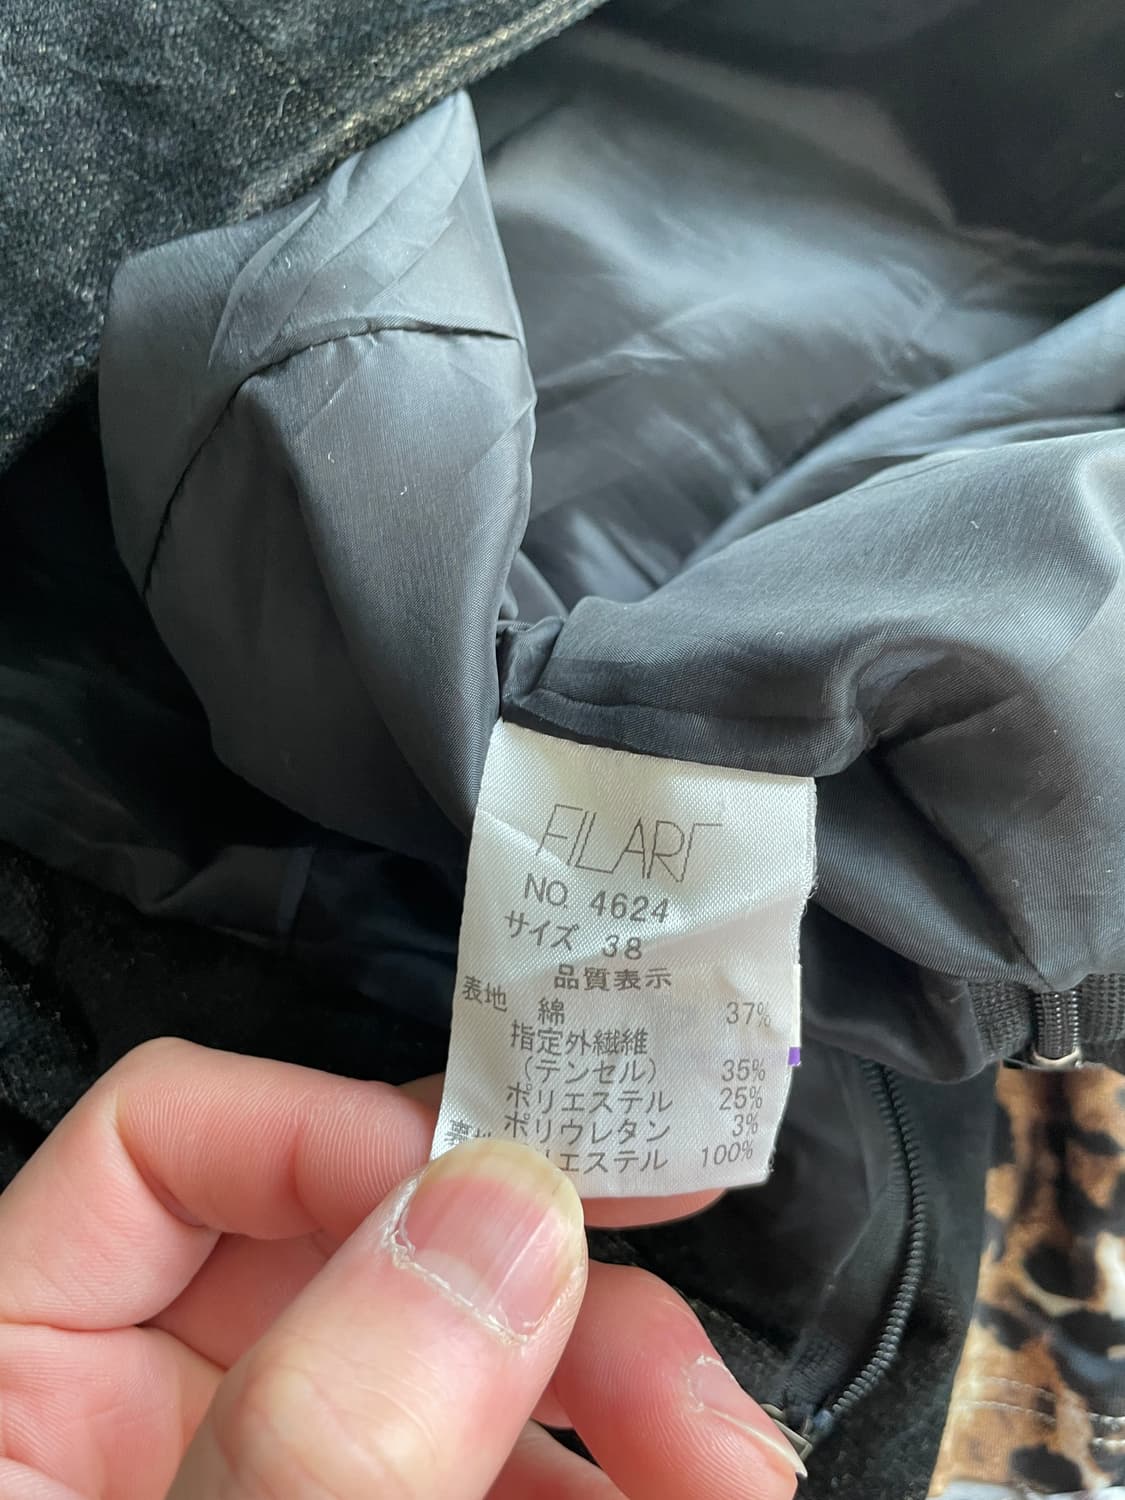 FILART
NO. 4624
サイズ 38
品質表示
表地 綿 37%
指定外繊維
(テンセル) 35%
ポリエステル 25%
ポリウレタン 3%
エステル 100%